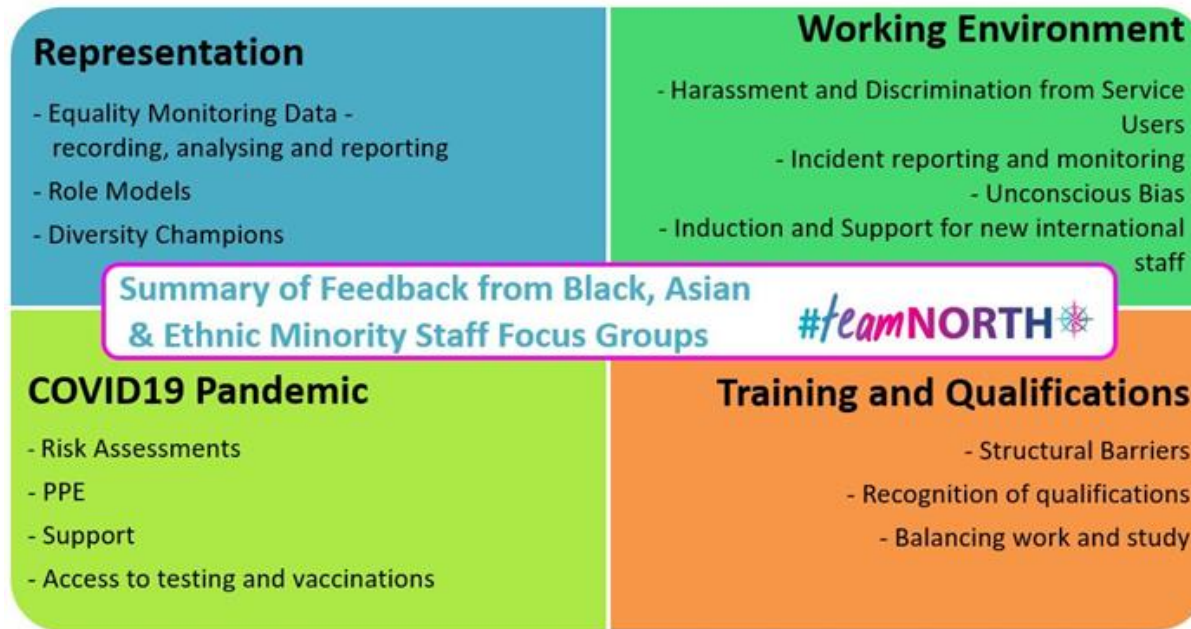 Representation
- Equality Monitoring Data -
recording, analysing and reporting
- Role Models
- Diversity Champions
Working Environment
- Harassment and Discrimination from Service
Users
- Incident reporting and monitoring
- Unconscious Bias
- Induction and Support for new international
staff
Summary of Feedback from Black, Asian
& Ethnic Minority Staff Focus Groups
#teamNORTH
COVID19 Pandemic
- Risk Assessments
- PPE
- Support
- Access to testing and vaccinations
Training and Qualifications
- Structural Barriers
- Recognition of qualifications
- Balancing work and study